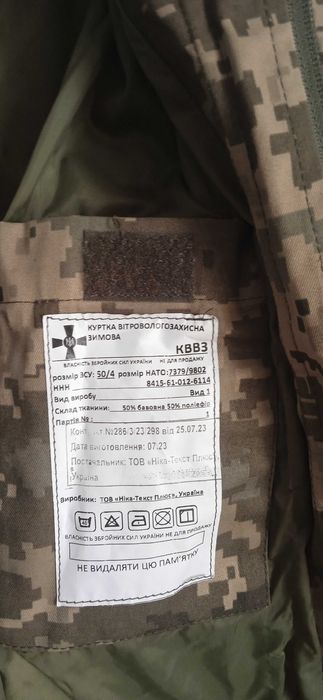 КУРТКА ВІТРОВОЛОГОЗАХИСНА
ЗИМОВА
КВВЗ
ВЛАСНІСТЬ ЗБРОЙНИХ СИЛ УКРАЇНИ НЕ ДЛЯ ПРОДАЖУ
розмір ЗСУ: 50/4 розмір НАТО:7379/9802
ННН 8415-61-012-6114
Вид виробу Вид 1
Склад тканини: 50% бавовна 50% поліефір
Партія № 1
№286/3/23/298 від 25.07.23
Дата виготовлення: 07.23
Постачальник: ТОВ «Ніка-Текст Плюс»,
Україна
Виробник: ТОВ «Ніка-Текст Плюс», Україна
ВЛАСНІСТЬ ЗБРОЙНИХ СИЛ УКРАЇНИ НЕ ДЛЯ ПРОДАЖУ
НЕ ВИДАЛЯТИ ЦЮ ПАМ'ЯТКУ